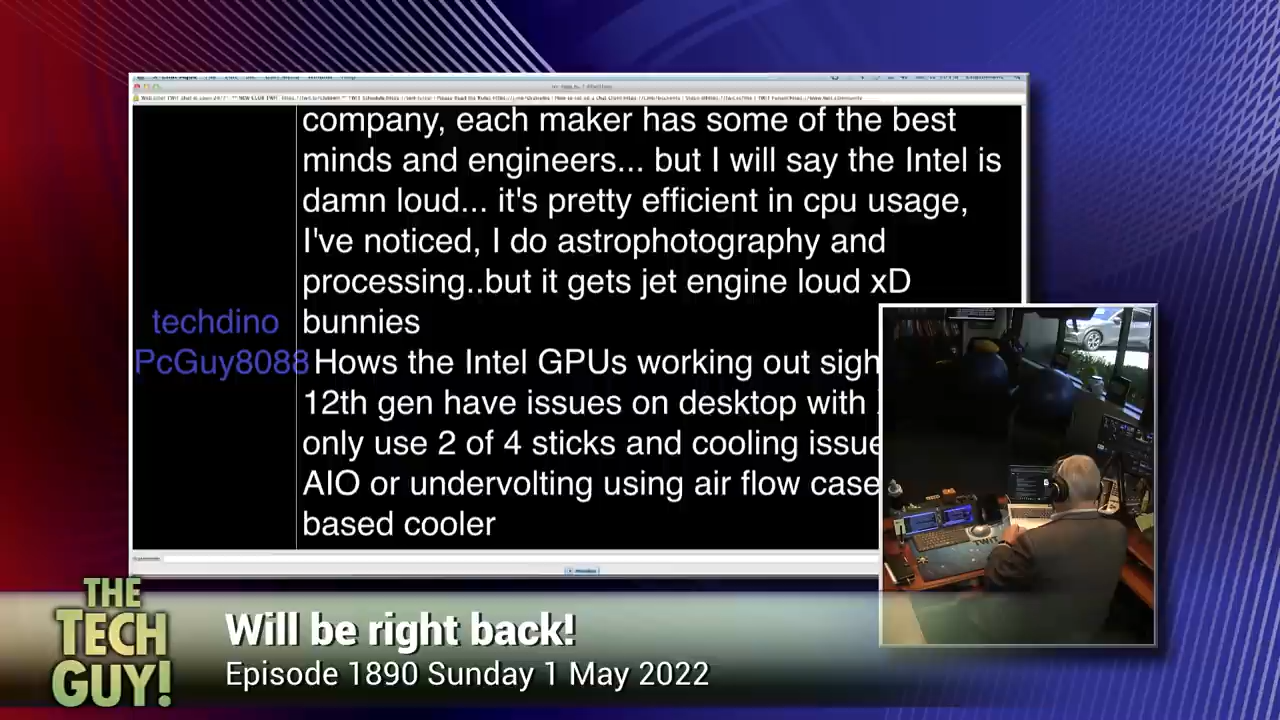 company, each maker has some of the best
minds and engineers... but I will say the Intel is
damn loud... it's pretty efficient in cpu usage,
I've noticed, I do astrophotography and
processing..but it gets jet engine loud xD
techdino bunnies
PcGuy8088 Hows the Intel GPUs working out sigh
12th gen have issues on desktop with
only use 2 of 4 sticks and cooling issue
AIO or undervolting using air flow case
based cooler
THE
TECH
GUY!
Will be right back!
Episode 1890 Sunday 1 May 2022